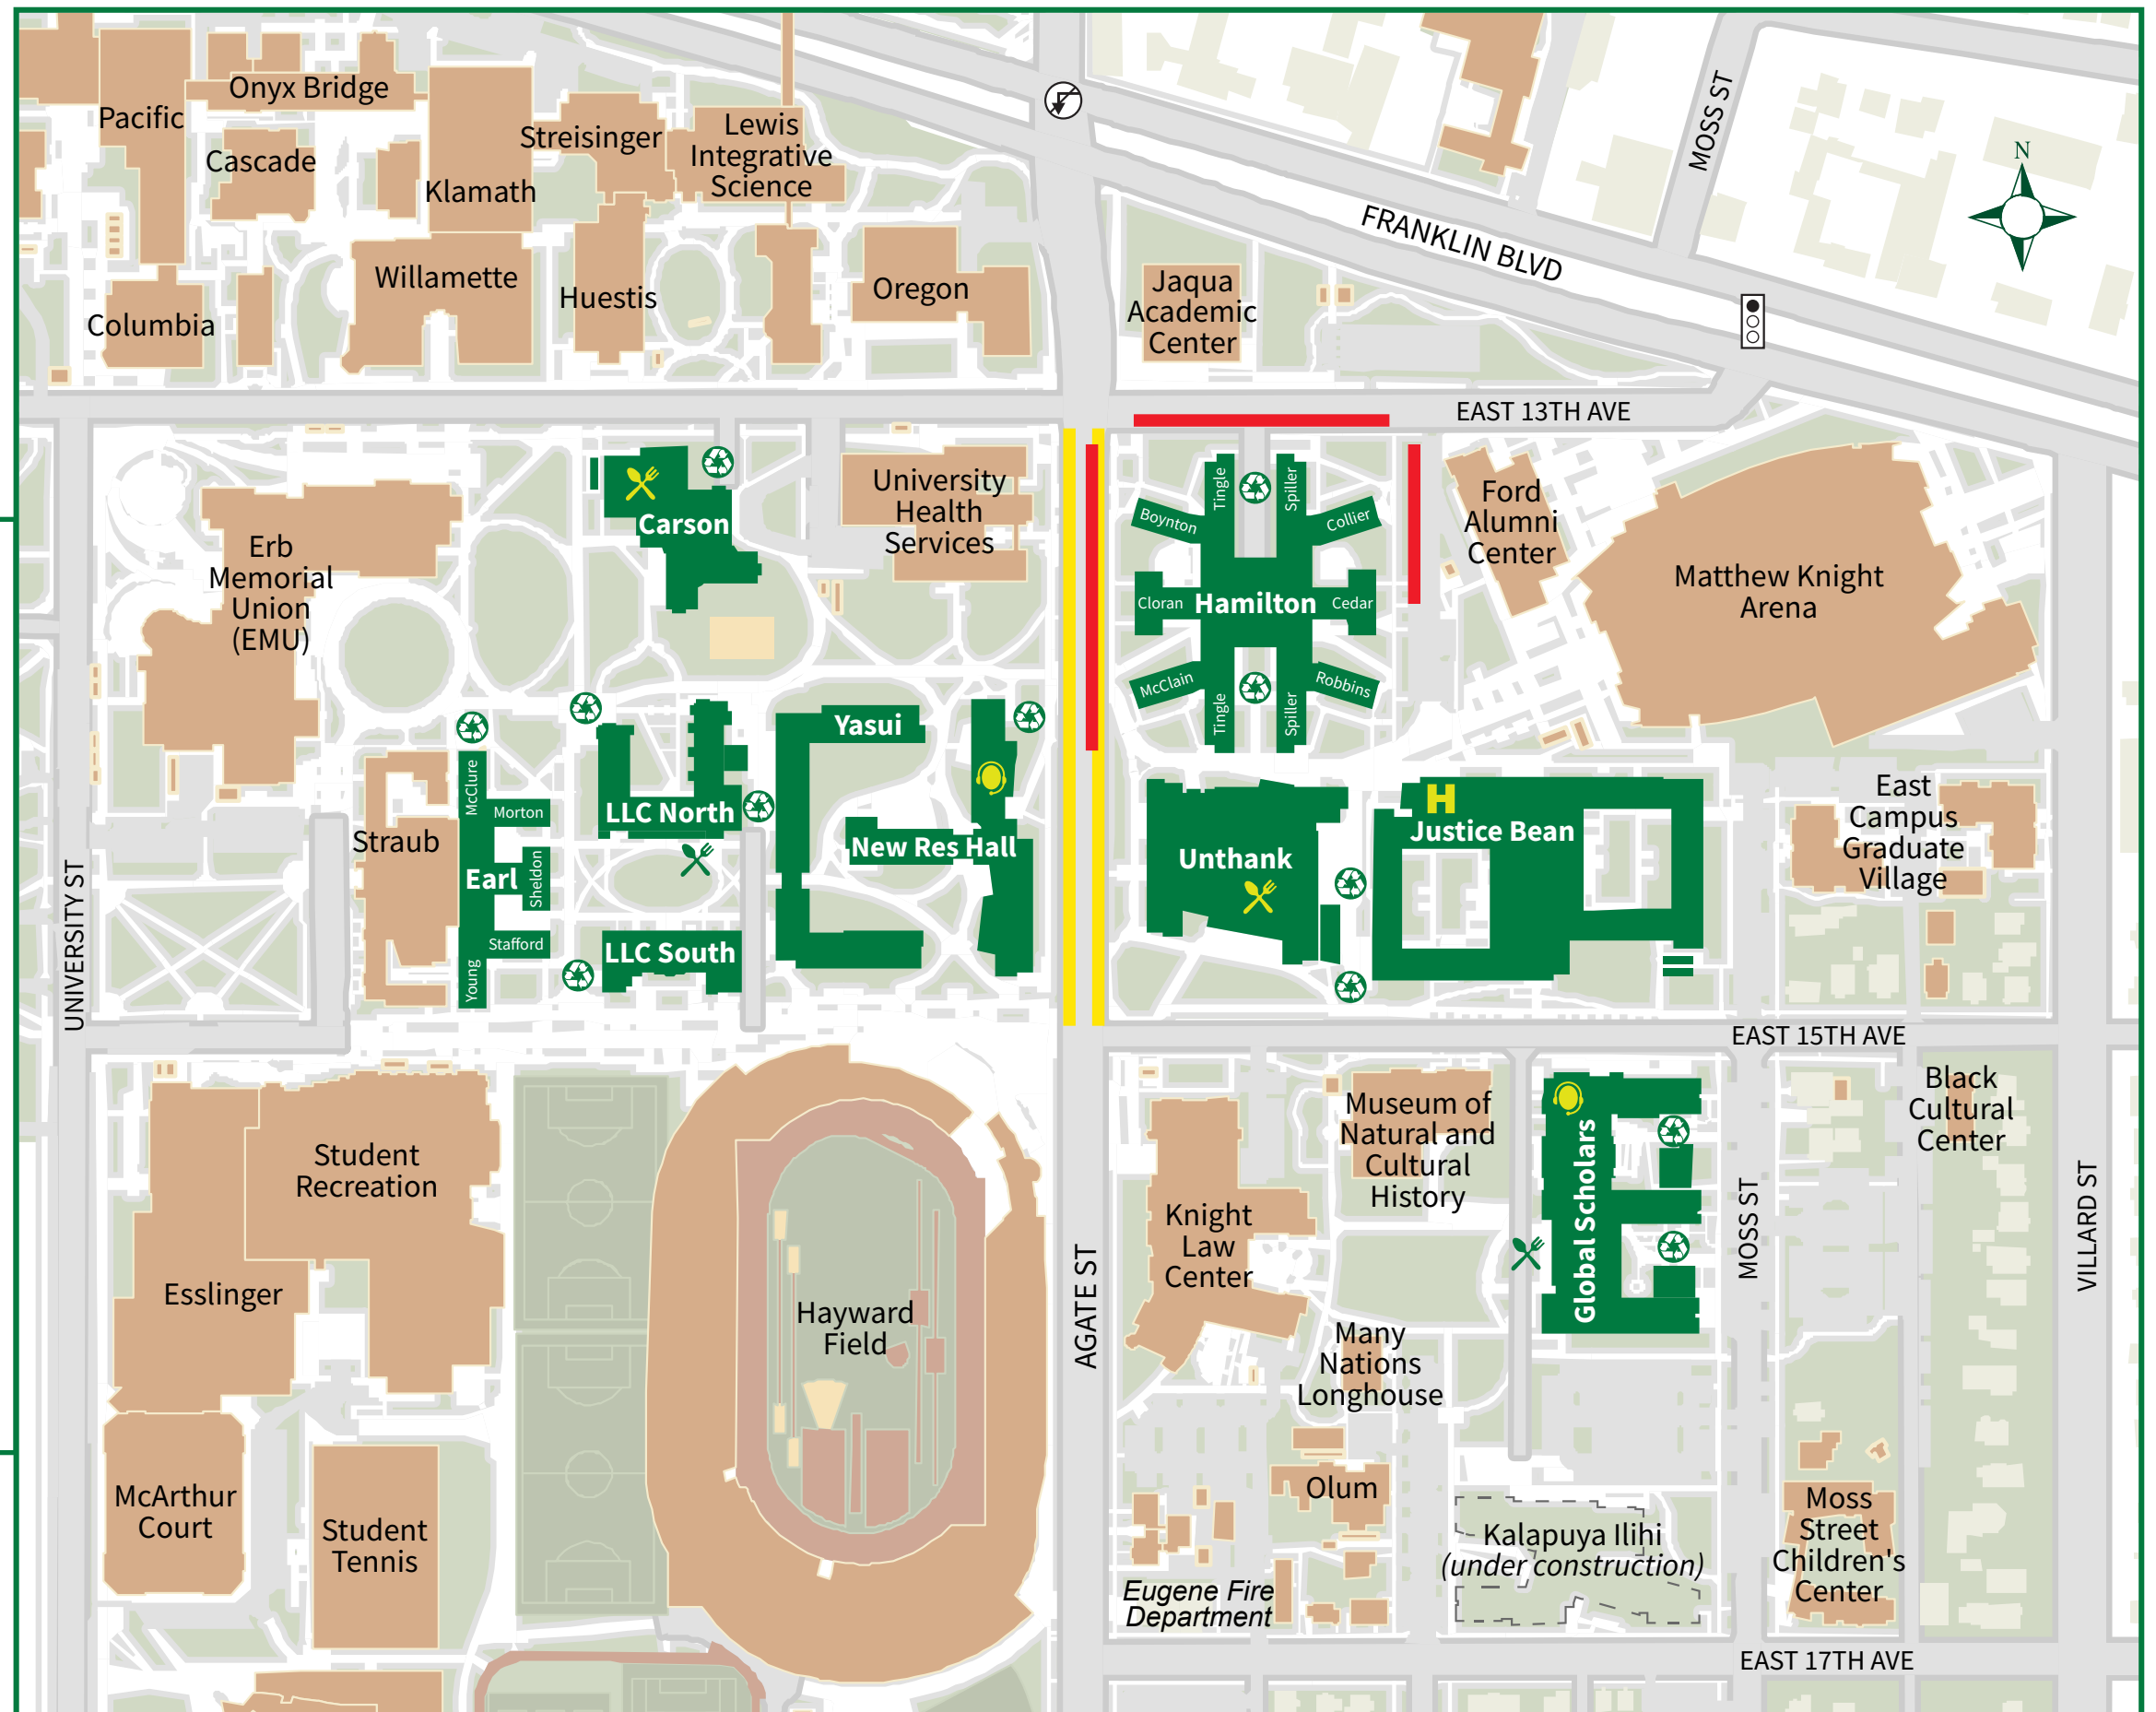 Onyx Bridge
Pacific
Cascade
Klamath
Streisinger
Lewis
Integrative
Science
MOSS ST
N
FRANKLIN BLVD
Columbia
Willamette
Huestis
Oregon
Jaqua
Academic
Center
EAST 13TH AVE
Carson
University
Health
Services
Erb
Memorial
Union
(EMU)
Tingle
Spiller
Boynton
Collier
Cloran
Hamilton
Cedar
McClain
Robbins
Tingle
Spiller
Ford
Alumni
Center
Matthew Knight
Arena
Yasui
McClure
Morton
LLC North
Straub
Earl
Sheldon
Stafford
Young
LLC South
New Res Hall
H
Justice Bean
Unthank
East
Campus
Graduate
Village
UNIVERSITY ST
EAST 15TH AVE
Student
Recreation
Esslinger
Hayward
Field
AGATE ST
Museum of
Natural and
Cultural
History
Knight
Law
Center
Global Scholars
MOSS ST
Black
Cultural
Center
VILLARD ST
Many
Nations
Longhouse
McArthur
Court
Student
Tennis
Olum
Kalapuya Ilihi
(under construction)
Eugene Fire
Department
Moss
Street
Children's
Center
EAST 17TH AVE